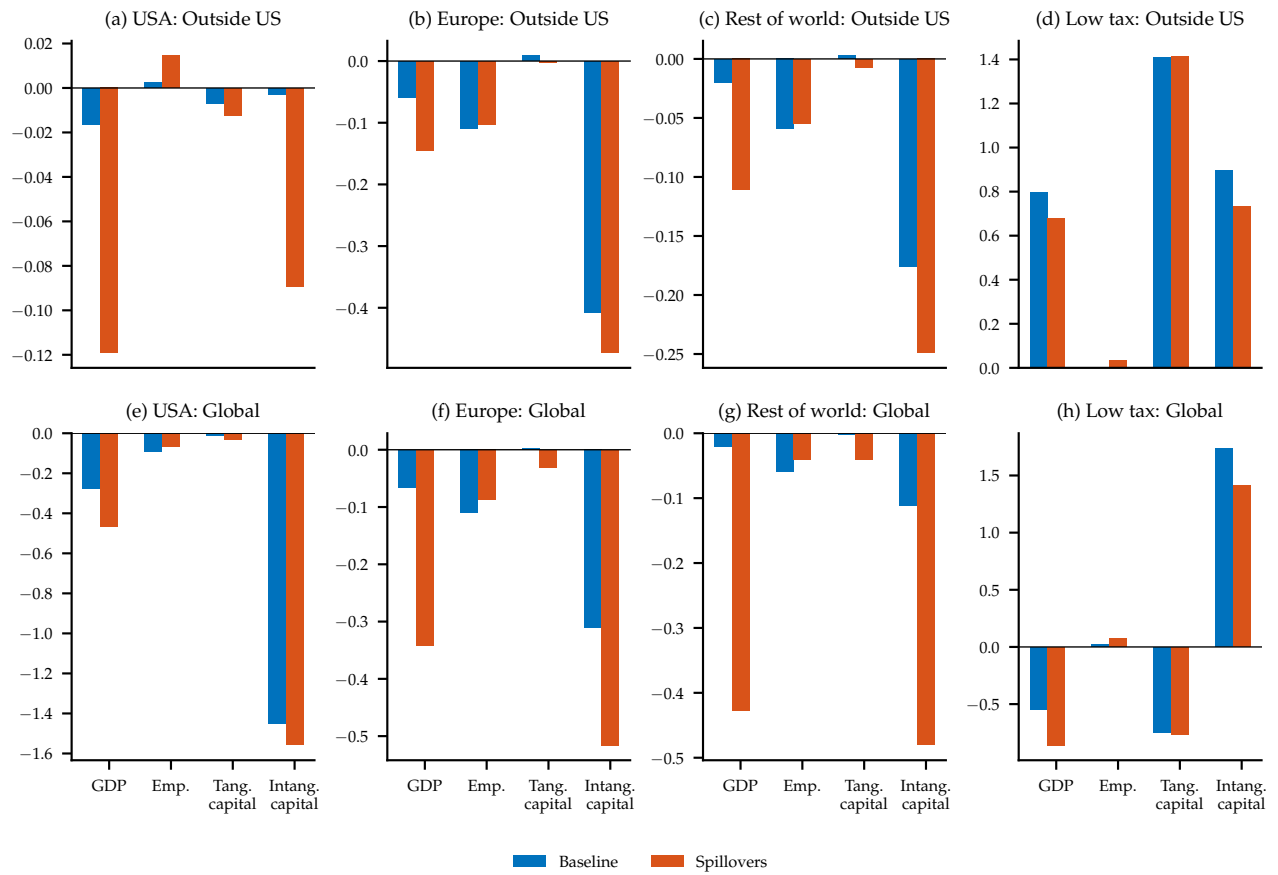 (a) USA: Outside US
(b) Europe: Outside US
(c) Rest of world: Outside US
(d) Low tax: Outside US
0.02
0.00
−0.02
−0.04
−0.06
−0.08
−0.10
−0.12
0.0
−0.1
−0.2
−0.3
−0.4
0.00
−0.05
−0.10
−0.15
−0.20
−0.25
1.4
1.2
1.0
0.8
0.6
0.4
0.2
0.0
(e) USA: Global
(f) Europe: Global
(g) Rest of world: Global
(h) Low tax: Global
0.0
−0.2
−0.4
−0.6
−0.8
−1.0
−1.2
−1.4
−1.6
0.0
−0.1
−0.2
−0.3
−0.4
−0.5
0.0
−0.1
−0.2
−0.3
−0.4
−0.5
1.5
1.0
0.5
0.0
−0.5
GDP
Emp.
Tang.
capital
Intang.
capital
GDP
Emp.
Tang.
capital
Intang.
capital
GDP
Emp.
Tang.
capital
Intang.
capital
GDP
Emp.
Tang.
capital
Intang.
capital
Baseline
Spillovers